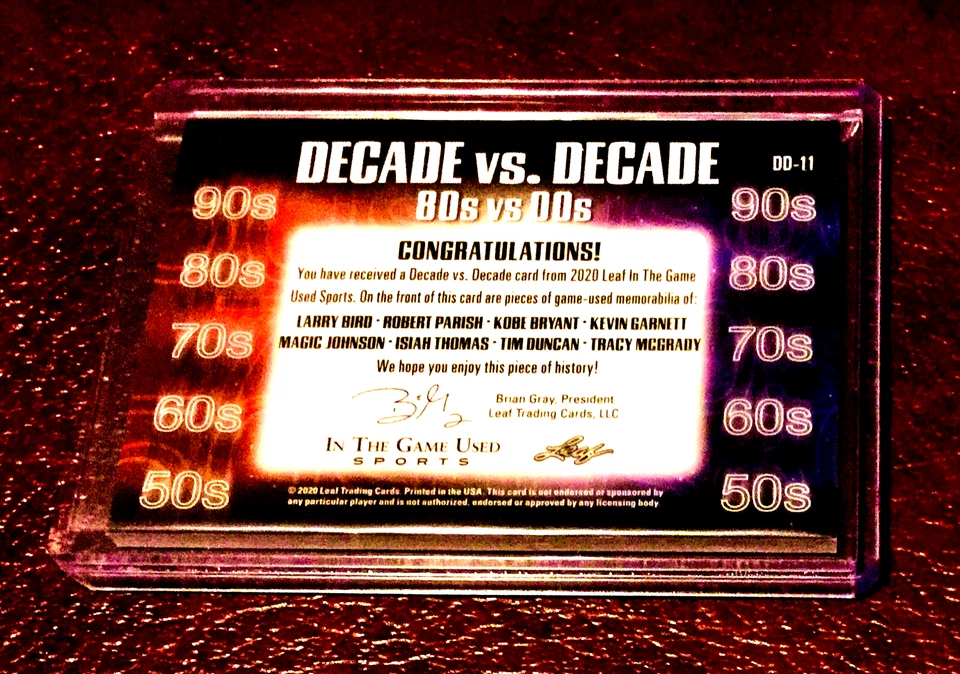 DECADE vs. DECADE
DD-11
80s vs 00s
90s
90s
80s
80s
70s
70s
60s
60s
50s
50s
CONGRATULATIONS!
You have received a Decade vs. Decade card from 2020 Leaf In The Game
Used Sports. On the front of this card are pieces of game-used memorabilia of:
LARRY BIRD · ROBERT PARISH · KOBE BRYANT · KEVIN GARNETT
MAGIC JOHNSON · ISIAH THOMAS · TIM DUNCAN · TRACY MCGRADY
We hope you enjoy this piece of history!
Brian Gray, President
Leaf Trading Cards, LLC
IN THE GAME USED
SPORTS
Leaf
© 2020 Leaf Trading Cards. Printed in the USA. This card is not endorsed or sponsored by
any particular player and is not authorized, endorsed or approved by any licensing body.